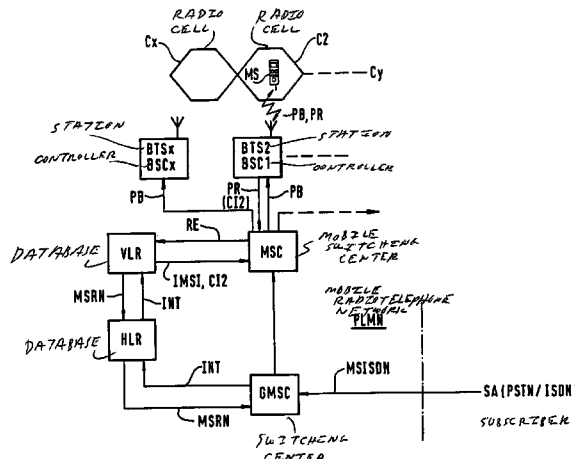 RADIO CELL
RADIO CELL
Cx
C2
MS
Cy
PB, PR
STATION
BTSx
BSCx
CONTROLLER
BTS2
BSC1
STATION
CONTROLLER
PB
PR
(CI2)
PB
RE
DATABASE
VLR
MSC
MOBILE
SWITCHING
CENTER
IMSI, CI2
MSRN
INT
MOBILE
RADIOTELEPHONE
NETWORK
PLMN
DATABASE
HLR
INT
MSISDN
GMSC
SA(PSTN/ISDN
SUBSCRIBER
MSRN
SWITCHING
CENTER